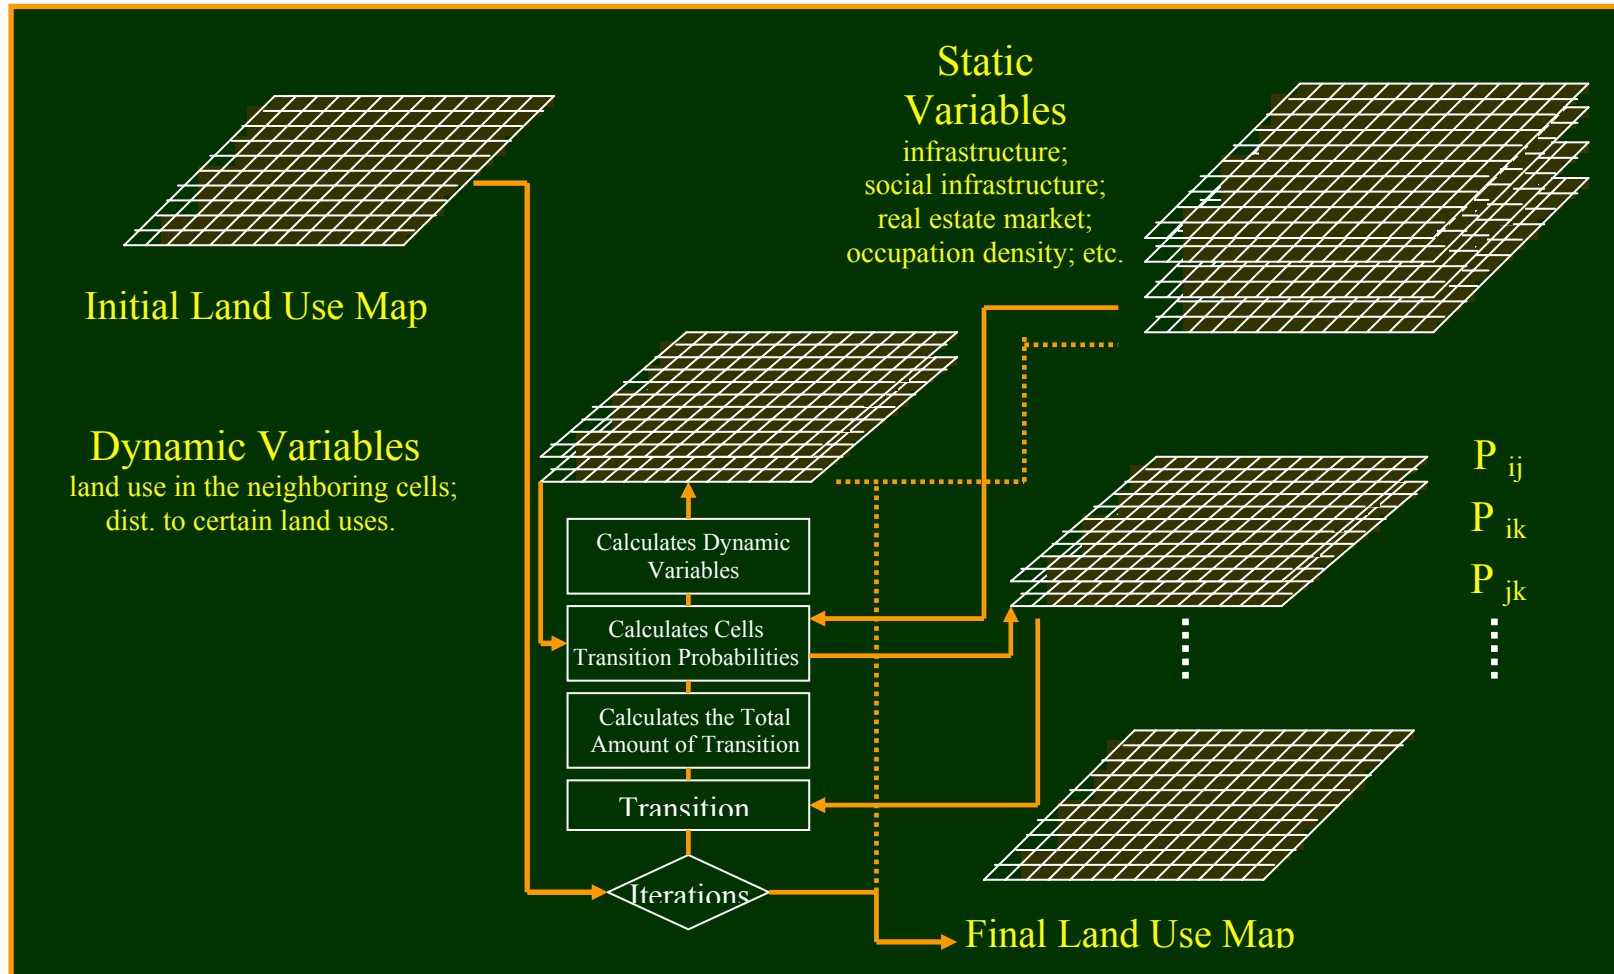 Static
Variables
infrastructure;
social infrastructure;
real estate market;
occupation density; etc.
Initial Land Use Map
Dynamic Variables
land use in the neighboring cells;
dist. to certain land uses.
P ij
P ik
P jk
Calculates Dynamic
Variables
Calculates Cells
Transition Probabilities
Calculates the Total
Amount of Transition
Transition
Iterations
Final Land Use Map